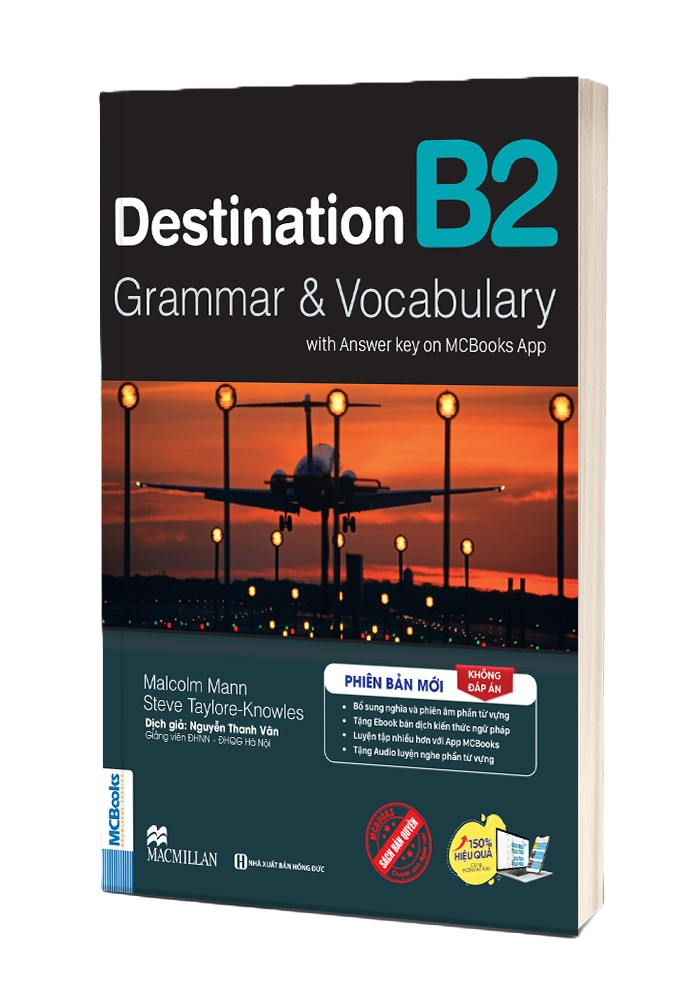 Destination B2
Grammar & Vocabulary
with Answer key on MCBooks App
Malcolm Mann
Steve Taylore-Knowles
Dịch giả: Nguyễn Thanh Vân
Giảng viên ĐHNN – ĐHQG Hà Nội
PHIÊN BẢN MỚI
KHÔNG
ĐÁP ÁN
• Bổ sung nghĩa và phiên âm phần từ vựng
• Tặng Ebook bản dịch kiến thức ngữ pháp
• Luyện tập nhiều hơn với App MCBooks
• Tặng Audio luyện nghe phần từ vựng
MCBooks
MACMILLAN
NHÀ XUẤT BẢN HỒNG ĐỨC
MCBOOKS
SÁCH BẢN QUYỀN
150%
HIỆU QUẢ
Cùng
MCBooks App